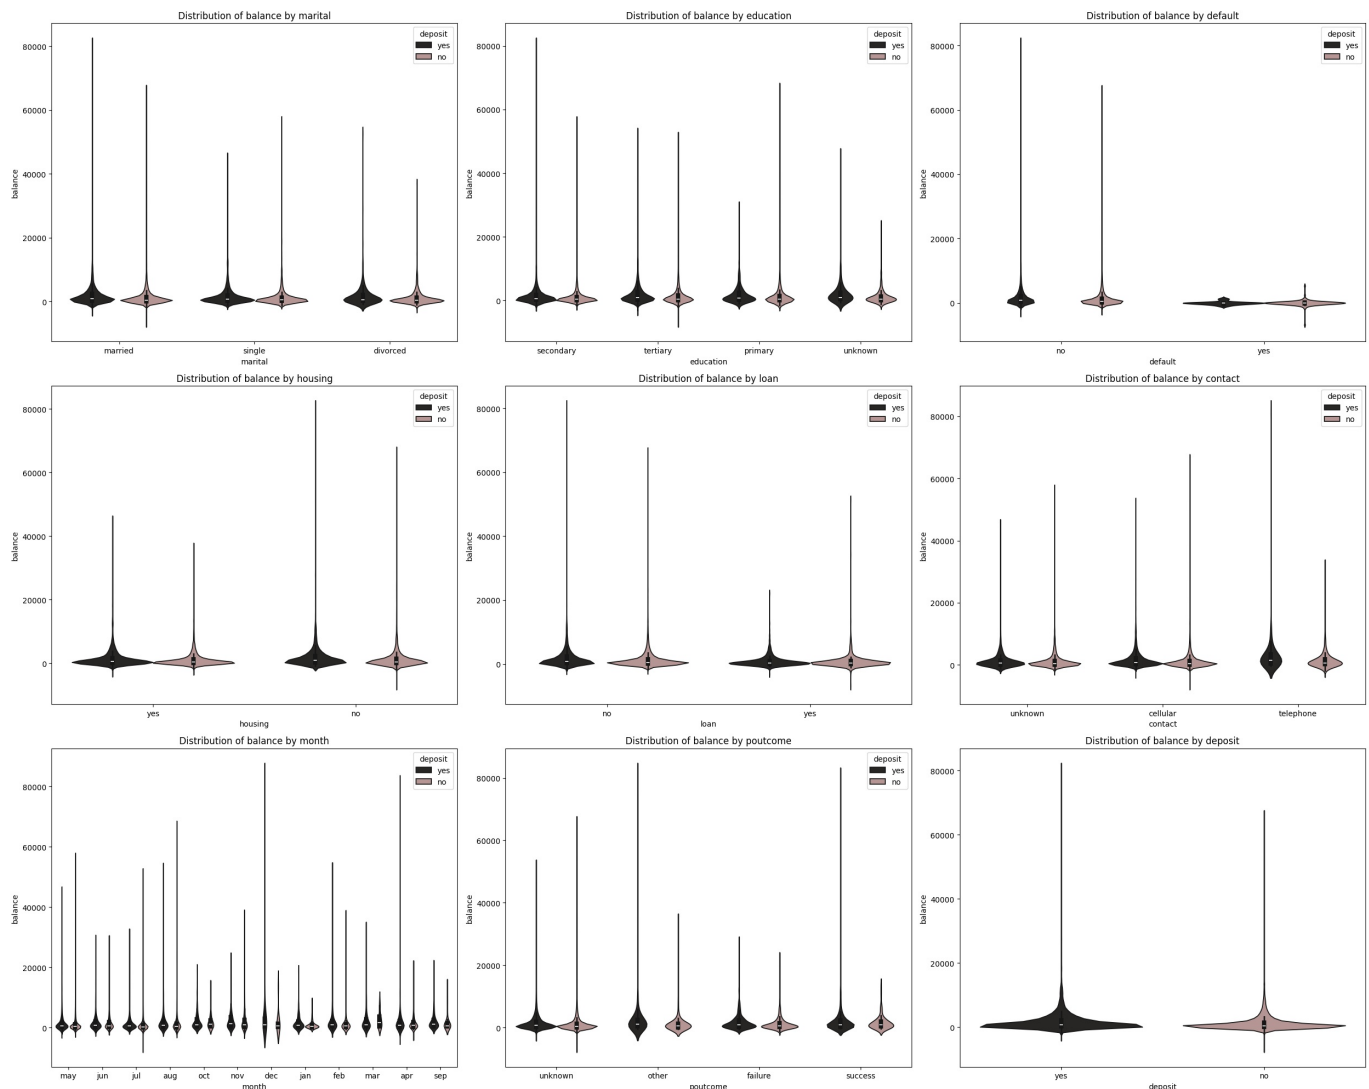 Distribution of balance by marital
deposit
yes
no
80000
60000
40000
20000
0
balance
married single divorced
marital
Distribution of balance by education
deposit
yes
no
80000
60000
40000
20000
0
balance
secondary tertiary primary unknown
education
Distribution of balance by default
deposit
yes
no
80000
60000
40000
20000
0
balance
no yes
default
Distribution of balance by housing
deposit
yes
no
80000
60000
40000
20000
0
balance
yes no
housing
Distribution of balance by loan
deposit
yes
no
80000
60000
40000
20000
0
balance
no yes
loan
Distribution of balance by contact
deposit
yes
no
80000
60000
40000
20000
0
balance
unknown cellular telephone
contact
Distribution of balance by month
deposit
yes
no
80000
60000
40000
20000
0
balance
may jun jul aug oct nov dec jan feb mar apr sep
month
Distribution of balance by poutcome
deposit
yes
no
80000
60000
40000
20000
0
balance
unknown other failure success
poutcome
Distribution of balance by deposit
80000
60000
40000
20000
0
balance
yes no
deposit